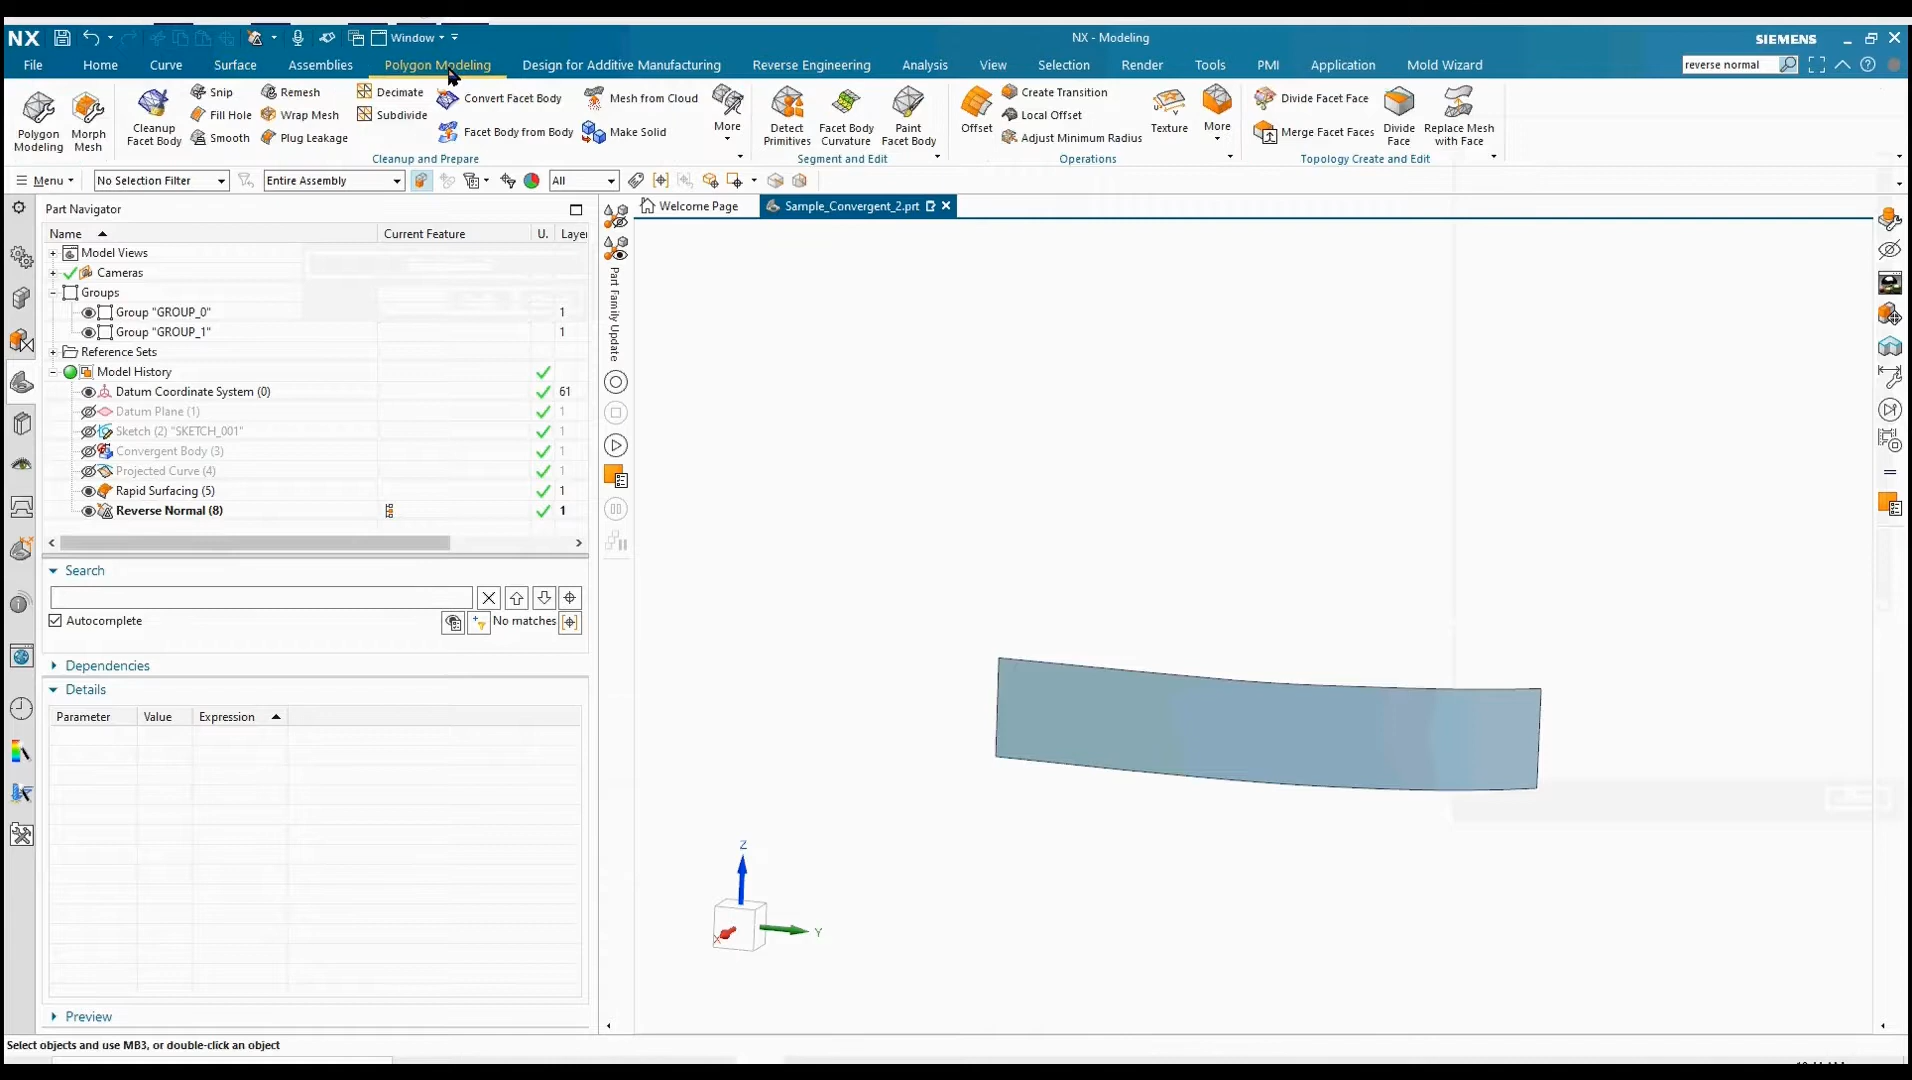 NX
Window
NX - Modeling
SIEMENS
File
Home
Curve
Surface
Assemblies
Polygon Modeling
Design for Additive Manufacturing
Reverse Engineering
Analysis
View
Selection
Render
Tools
PMI
Application
Mold Wizard
reverse normal
Polygon
Modeling
Morph
Mesh
Cleanup
Facet Body
Snip
Fill Hole
Smooth
Remesh
Wrap Mesh
Plug Leakage
Decimate
Subdivide
Convert Facet Body
Facet Body from Body
Mesh from Cloud
Make Solid
More
Cleanup and Prepare
Detect
Primitives
Facet Body
Curvature
Paint
Facet Body
Segment and Edit
Offset
Create Transition
Local Offset
Adjust Minimum Radius
Texture
More
Operations
Divide Facet Face
Merge Facet Faces
Divide
Face
Replace Mesh
with Face
Topology Create and Edit
Menu
No Selection Filter
Entire Assembly
All
Part Navigator
Welcome Page
Sample_Convergent_2.prt
Name
Current Feature
U.
Layer
Model Views
Cameras
Groups
Group "GROUP_0" 1
Group "GROUP_1" 1
Reference Sets
Model History
Datum Coordinate System (0) 61
Datum Plane (1) 1
Sketch (2) "SKETCH_001" 1
Convergent Body (3) 1
Projected Curve (4) 1
Rapid Surfacing (5) 1
Reverse Normal (8) 1
Part Family Update
Search
Autocomplete
No matches
Dependencies
Details
Parameter
Value
Expression
Preview
Z
Y
X
Select objects and use MB3, or double-click an object